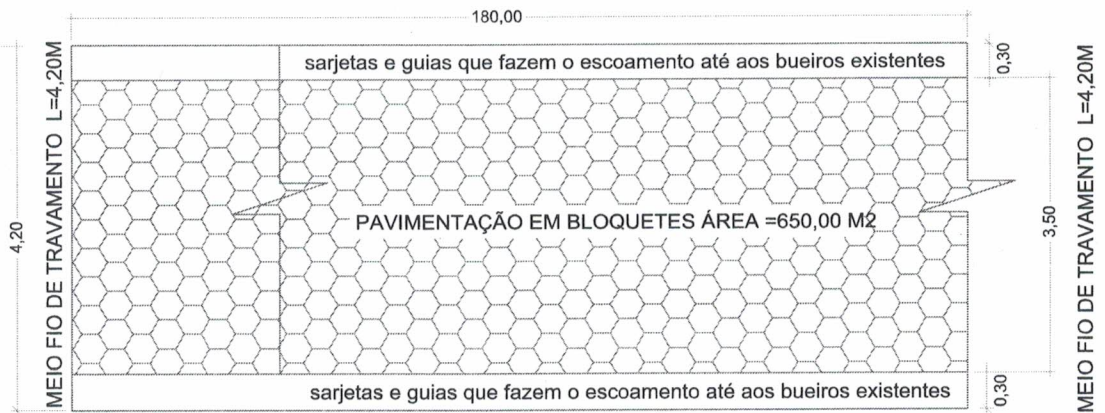 180,00
MEIO FIO DE TRAVAMENTO L=4,20M
4,20
sarjetas e guias que fazem o escoamento até aos bueiros existentes
0,30
PAVIMENTAÇÃO EM BLOQUETES ÁREA =650,00 M2
3,50
MEIO FIO DE TRAVAMENTO L=4,20M
sarjetas e guias que fazem o escoamento até aos bueiros existentes
0,30